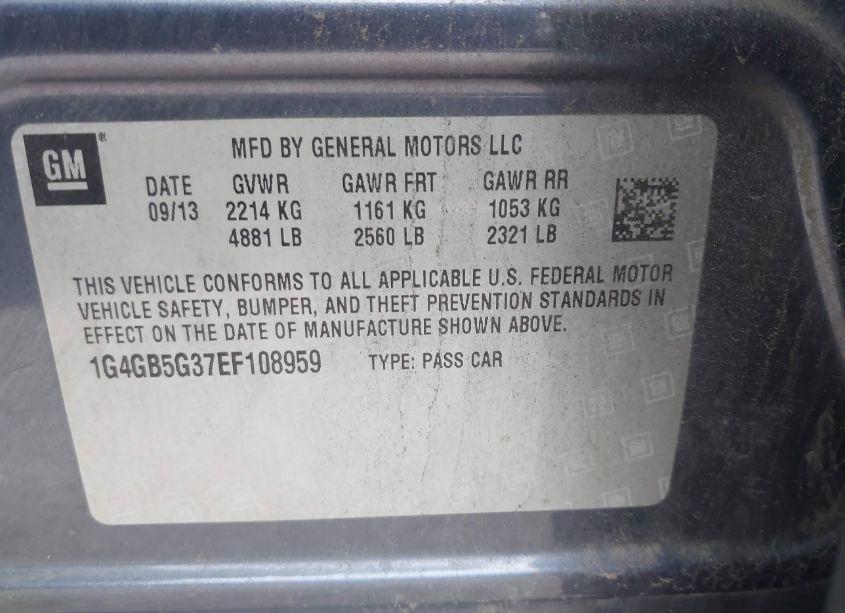 GM
MFD BY GENERAL MOTORS LLC
DATE GVWR GAWR FRT GAWR RR
09/13 2214 KG 1161 KG 1053 KG
4881 LB 2560 LB 2321 LB
THIS VEHICLE CONFORMS TO ALL APPLICABLE U.S. FEDERAL MOTOR
VEHICLE SAFETY, BUMPER, AND THEFT PREVENTION STANDARDS IN
EFFECT ON THE DATE OF MANUFACTURE SHOWN ABOVE.
1G4GB5G37EF108959 TYPE: PASS CAR